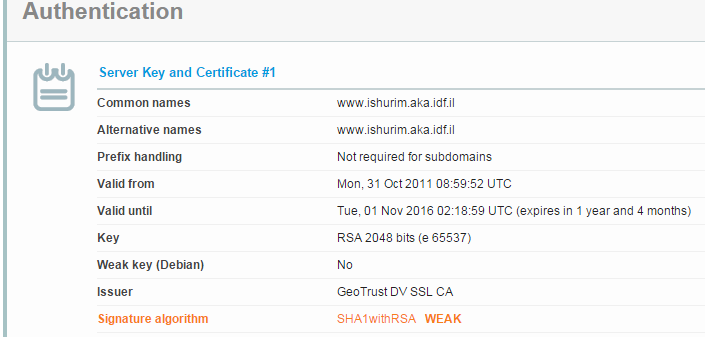 Authentication
Server Key and Certificate #1
Common names www.ishurim.aka.idf.il
Alternative names www.ishurim.aka.idf.il
Prefix handling Not required for subdomains
Valid from Mon, 31 Oct 2011 08:59:52 UTC
Valid until Tue, 01 Nov 2016 02:18:59 UTC (expires in 1 year and 4 months)
Key RSA 2048 bits (e 65537)
Weak key (Debian) No
Issuer GeoTrust DV SSL CA
Signature algorithm SHA1withRSA WEAK